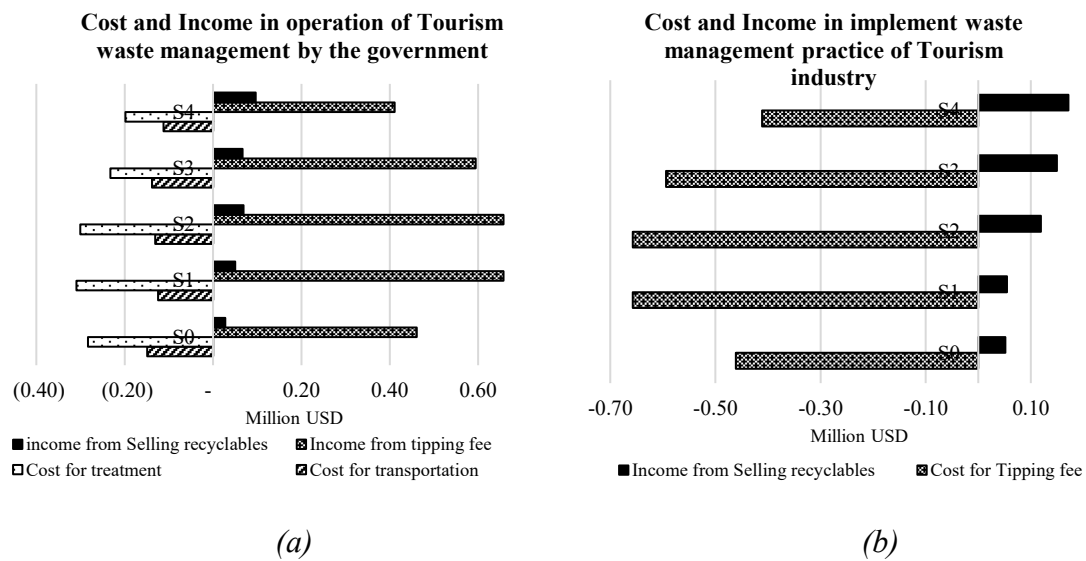 Cost and Income in operation of Tourism
waste management by the government
S4
S3
S2
S1
S0
(0.40) (0.20) - 0.20 0.40 0.60
Million USD
income from Selling recyclables Income from tipping fee
Cost for treatment Cost for transportation
(a)
Cost and Income in implement waste
management practice of Tourism
industry
S4
S3
S2
S1
S0
-0.70 -0.50 -0.30 -0.10 0.10
Million USD
Income from Selling recyclables Cost for Tipping fee
(b)